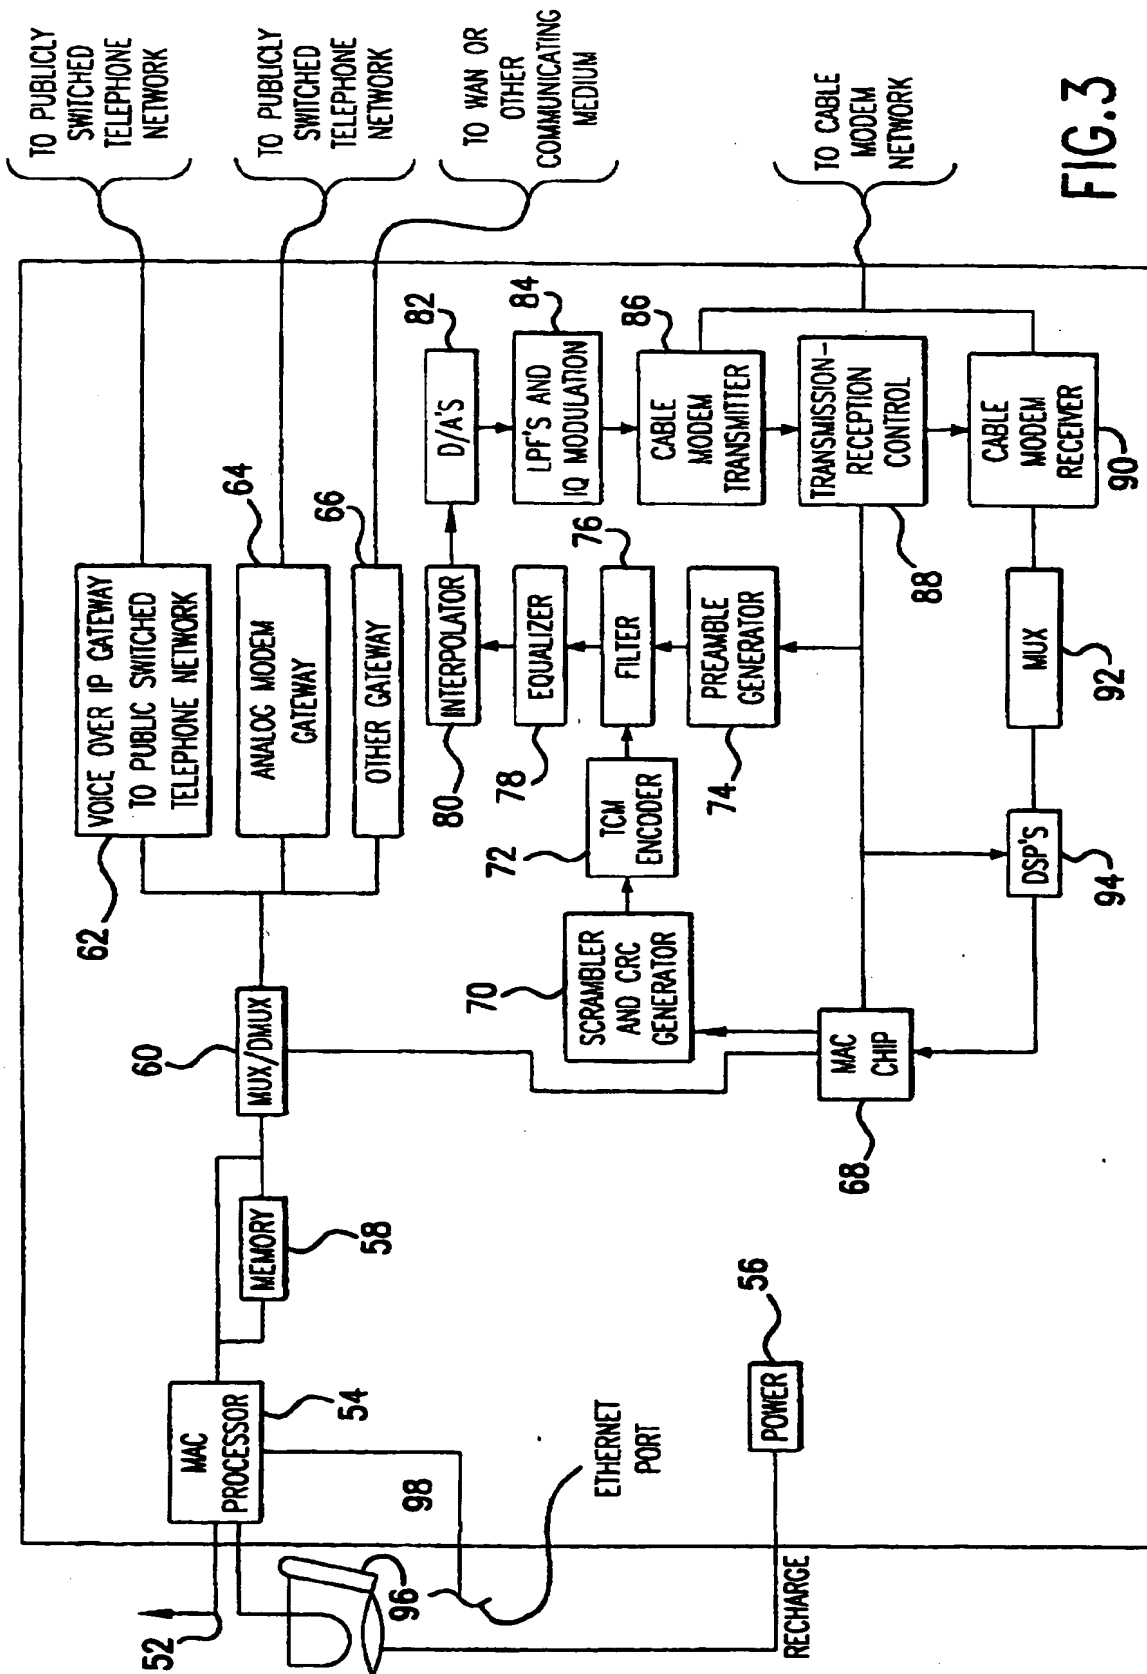 TO PUBLICLY
SWITCHED
TELEPHONE
NETWORK
TO PUBLICLY
SWITCHED
TELEPHONE
NETWORK
TO WAN OR
OTHER
COMMUNICATING
MEDIUM
TO CABLE
MODEM
NETWORK
FIG.3
62
VOICE OVER IP GATEWAY
TO PUBLIC SWITCHED
TELEPHONE NETWORK
64
ANALOG MODEM
GATEWAY
66
OTHER GATEWAY
52
MAC
PROCESSOR
54
MEMORY
58
60
MUX/DMUX
96
98
ETHERNET
PORT
RECHARGE
POWER
56
68
MAC
CHIP
70
SCRAMBLER
AND CRC
GENERATOR
72
TCM
ENCODER
74
PREAMBLE
GENERATOR
76
FILTER
78
EQUALIZER
80
INTERPOLATOR
82
D/A'S
84
LPF'S AND
IQ MODULATION
86
CABLE
MODEM
TRANSMITTER
88
TRANSMISSION-
RECEPTION
CONTROL
CABLE
MODEM
RECEIVER
90
MUX
92
DSP'S
94